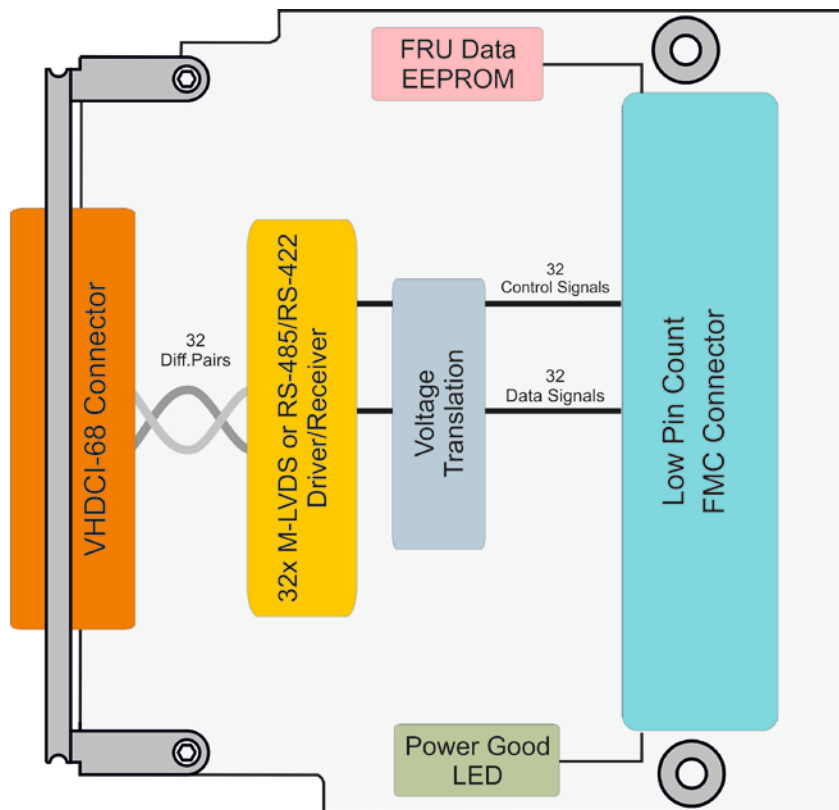 FRU Data
EEPROM
VHDCI-68 Connector
32
Diff.Pairs
32x M-LVDS or RS-485/RS-422
Driver/Receiver
Voltage
Translation
32
Control Signals
32
Data Signals
Low Pin Count
FMC Connector
Power Good
LED